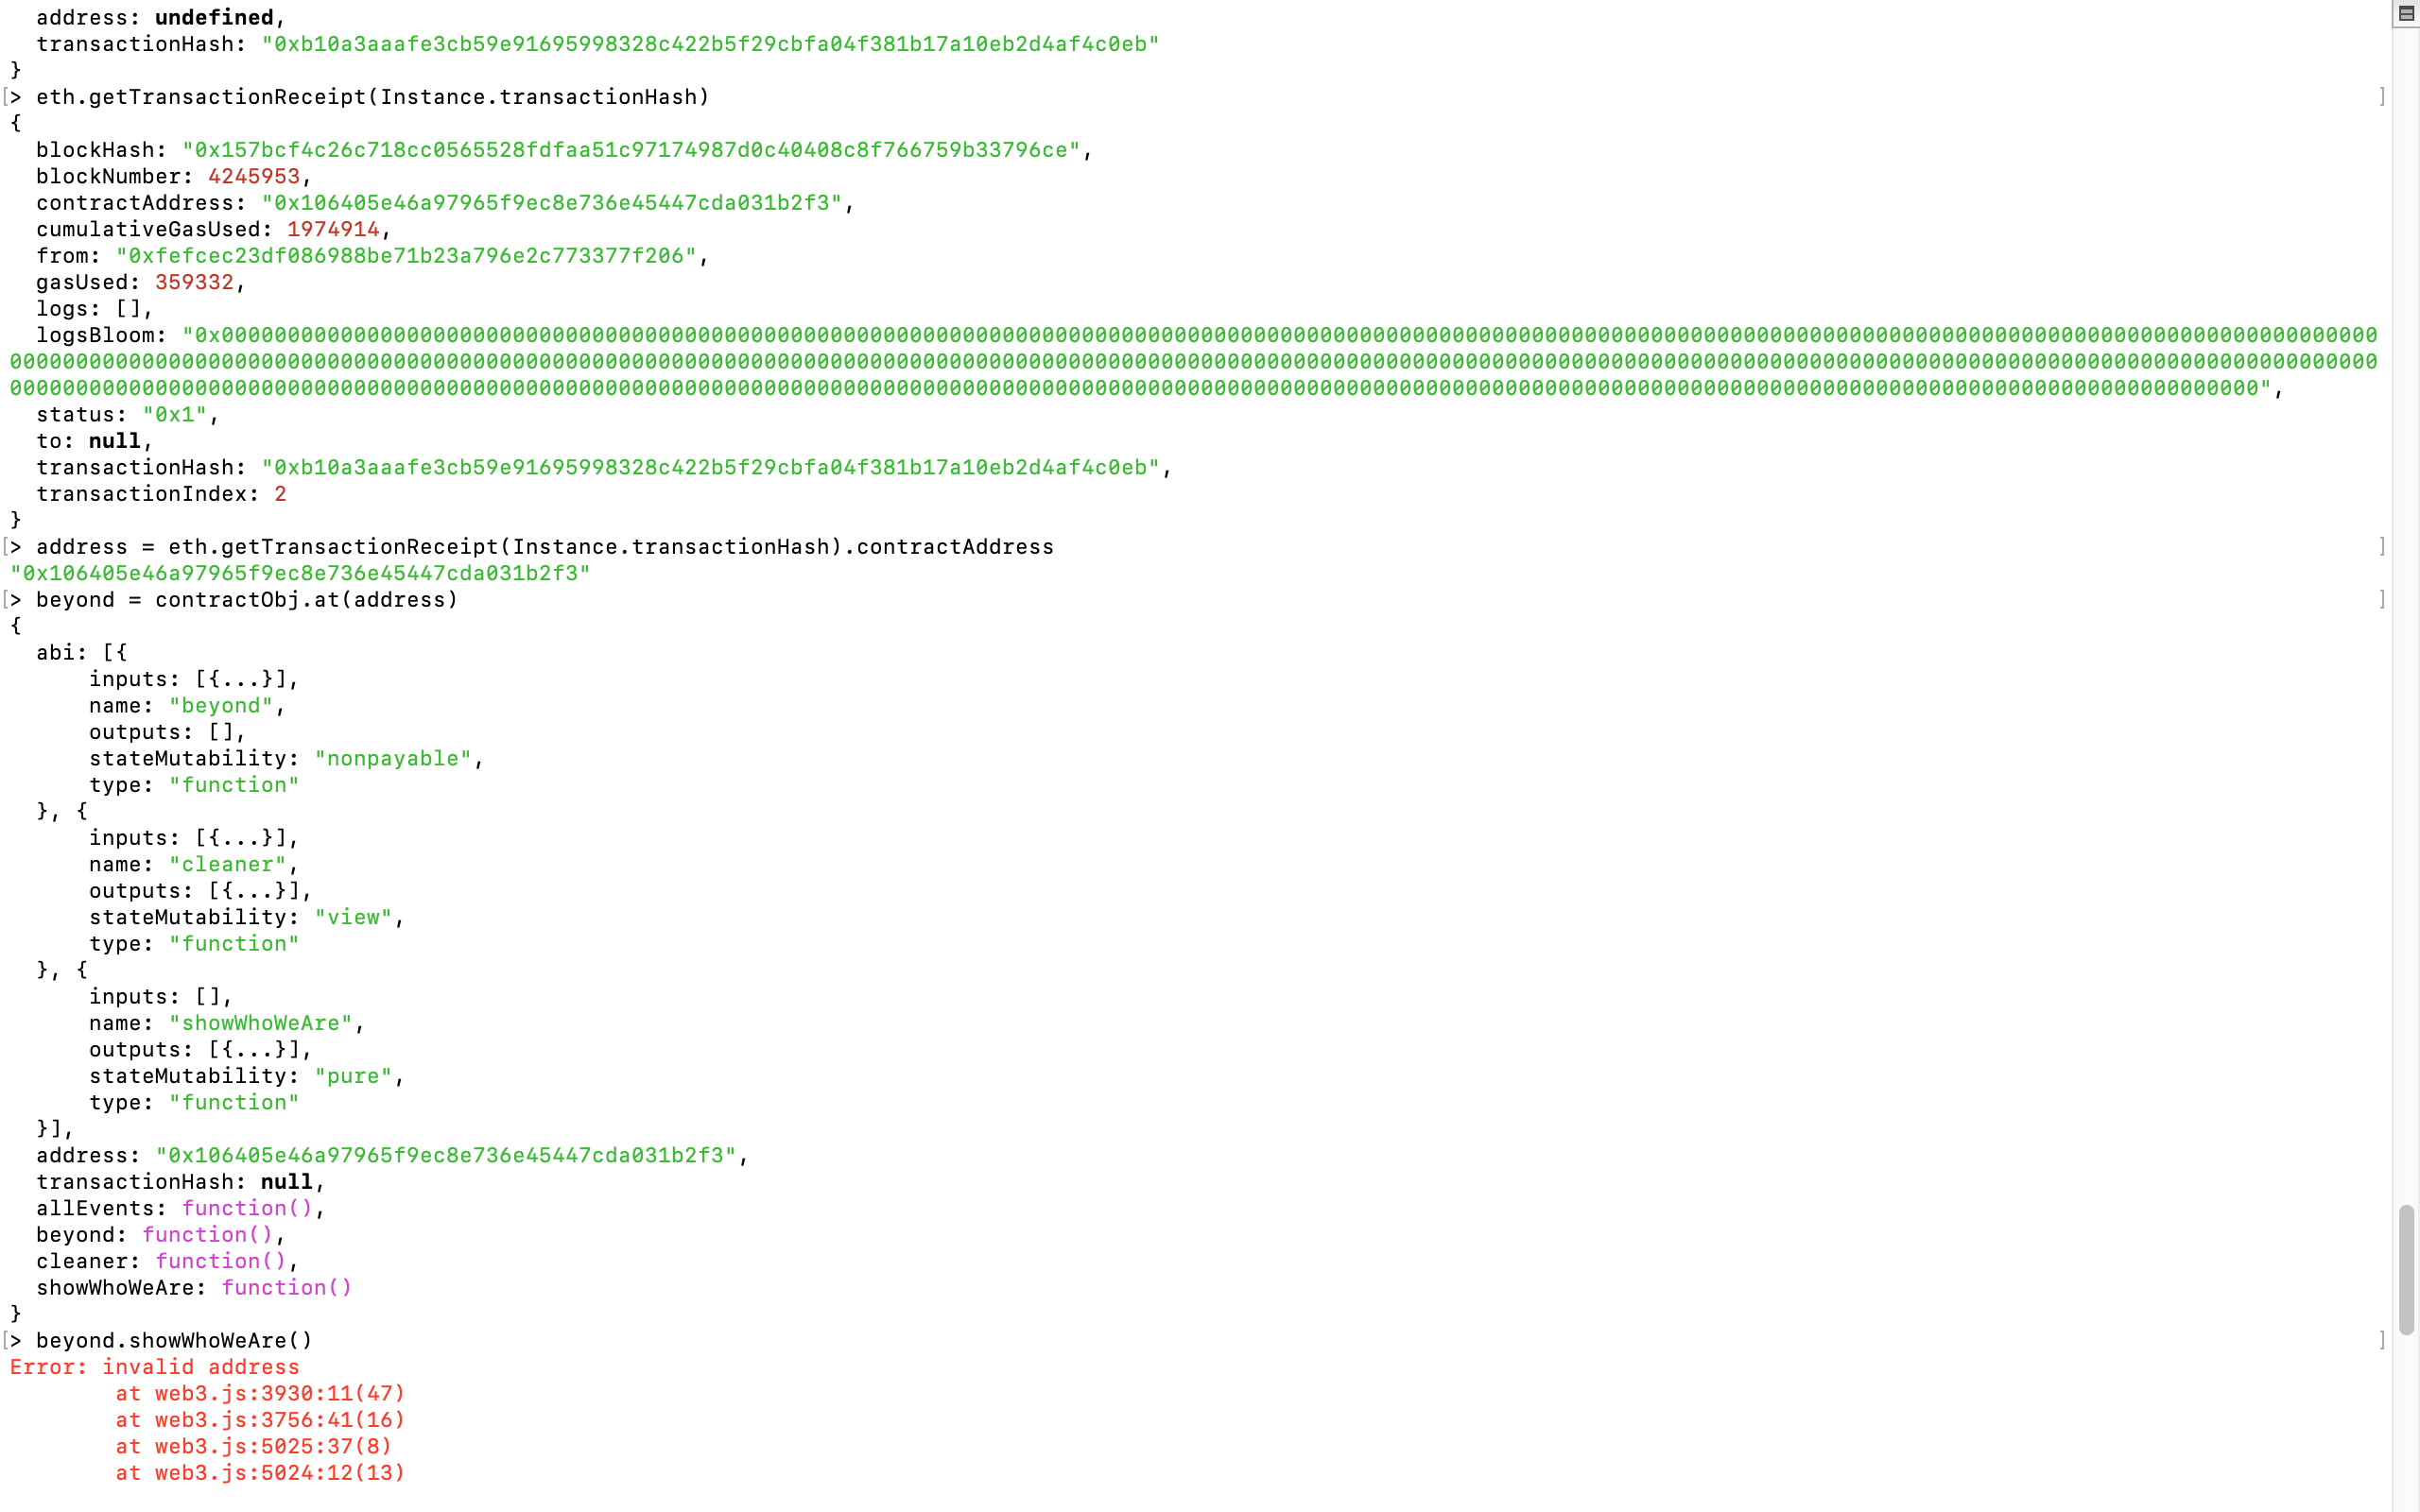 address: undefined,
transactionHash: "0xb10a3aaafe3cb59e91695998328c422b5f29cbfa04f381b17a10eb2d4af4c0eb"
}
[> eth.getTransactionReceipt(Instance.transactionHash) ]
{
blockHash: "0x157bcf4c26c718cc0565528fdfaa51c97174987d0c40408c8f766759b33796ce",
blockNumber: 4245953,
contractAddress: "0x106405e46a97965f9ec8e736e45447cda031b2f3",
cumulativeGasUsed: 1974914,
from: "0xfefcec23df086988be71b23a796e2c773377f206",
gasUsed: 359332,
logs: [],
logsBloom: "0x0000000000000000000000000000000000000000000000000000000000000000000000000000000000000000000000000000000000000000000000000000000000000000000000000000000000000000000
00000000000000000000000000000000000000000000000000000000000000000000000000000000000000000000000000000000000000000000000000000000000000000000000000000000000000000000000000000000000
00000000000000000000000000000000000000000000000000000000000000000000000000000000000000000000000000000000000000000000000000000000000000000000000000000000000000000000000000",
status: "0x1",
to: null,
transactionHash: "0xb10a3aaafe3cb59e91695998328c422b5f29cbfa04f381b17a10eb2d4af4c0eb",
transactionIndex: 2
}
[> address = eth.getTransactionReceipt(Instance.transactionHash).contractAddress ]
"0x106405e46a97965f9ec8e736e45447cda031b2f3"
[> beyond = contractObj.at(address) ]
{
abi: [{
inputs: [{...}],
name: "beyond",
outputs: [],
stateMutability: "nonpayable",
type: "function"
}, {
inputs: [{...}],
name: "cleaner",
outputs: [{...}],
stateMutability: "view",
type: "function"
}, {
inputs: [],
name: "showWhoWeAre",
outputs: [{...}],
stateMutability: "pure",
type: "function"
}],
address: "0x106405e46a97965f9ec8e736e45447cda031b2f3",
transactionHash: null,
allEvents: function(),
beyond: function(),
cleaner: function(),
showWhoWeAre: function()
}
[> beyond.showWhoWeAre() ]
Error: invalid address
at web3.js:3930:11(47)
at web3.js:3756:41(16)
at web3.js:5025:37(8)
at web3.js:5024:12(13)